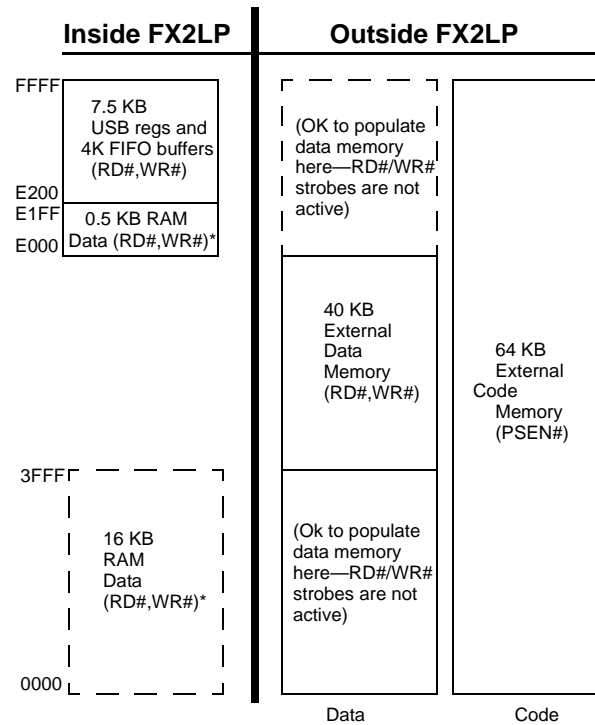 Inside FX2LP
Outside FX2LP
FFFF
7.5 KB
USB regs and
4K FIFO buffers
(RD#,WR#)
E200
E1FF
0.5 KB RAM
Data (RD#,WR#)*
E000
(OK to populate
data memory
here—RD#/WR#
strobes are not
active)
40 KB
External
Data
Memory
(RD#,WR#)
64 KB
External
Code
Memory
(PSEN#)
3FFF
16 KB
RAM
Data
(RD#,WR#)*
(Ok to populate
data memory
here—RD#/WR#
strobes are not
active)
0000
Data
Code